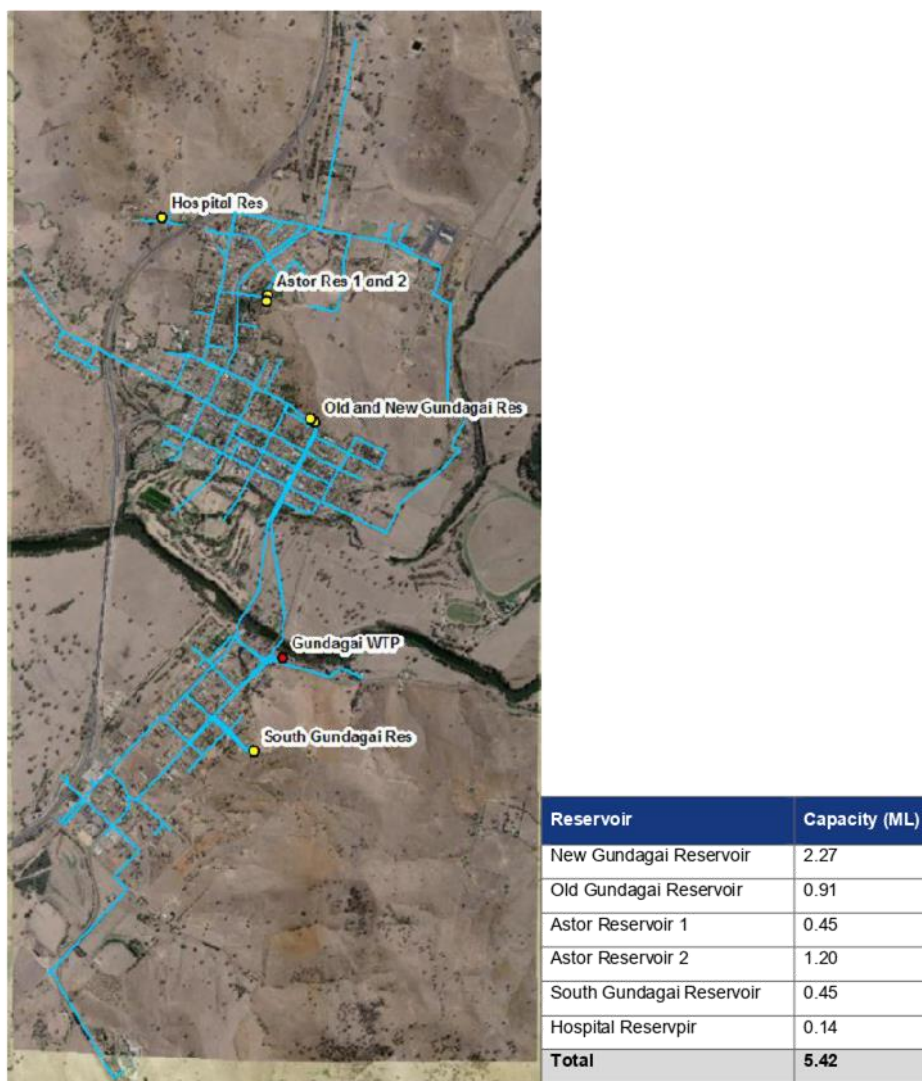 Hospital Res
Astor Res 1 and 2
Old and New Gundagai Res
Gundagai WTP
South Gundagai Res
Reservoir Capacity (ML)
New Gundagai Reservoir 2.27
Old Gundagai Reservoir 0.91
Astor Reservoir 1 0.45
Astor Reservoir 2 1.20
South Gundagai Reservoir 0.45
Hospital Reservpir 0.14
Total 5.42